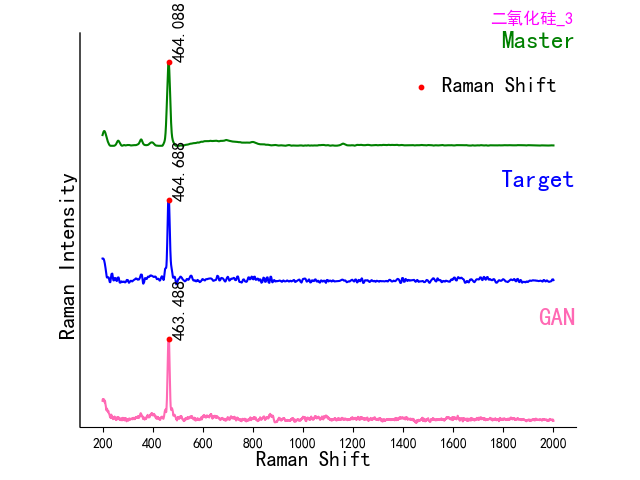 二氧化硅_3
Master
464.088
Raman Shift
Target
464.688
GAN
463.488
Raman Intensity
200 400 600 800 1000 1200 1400 1600 1800 2000
Raman Shift